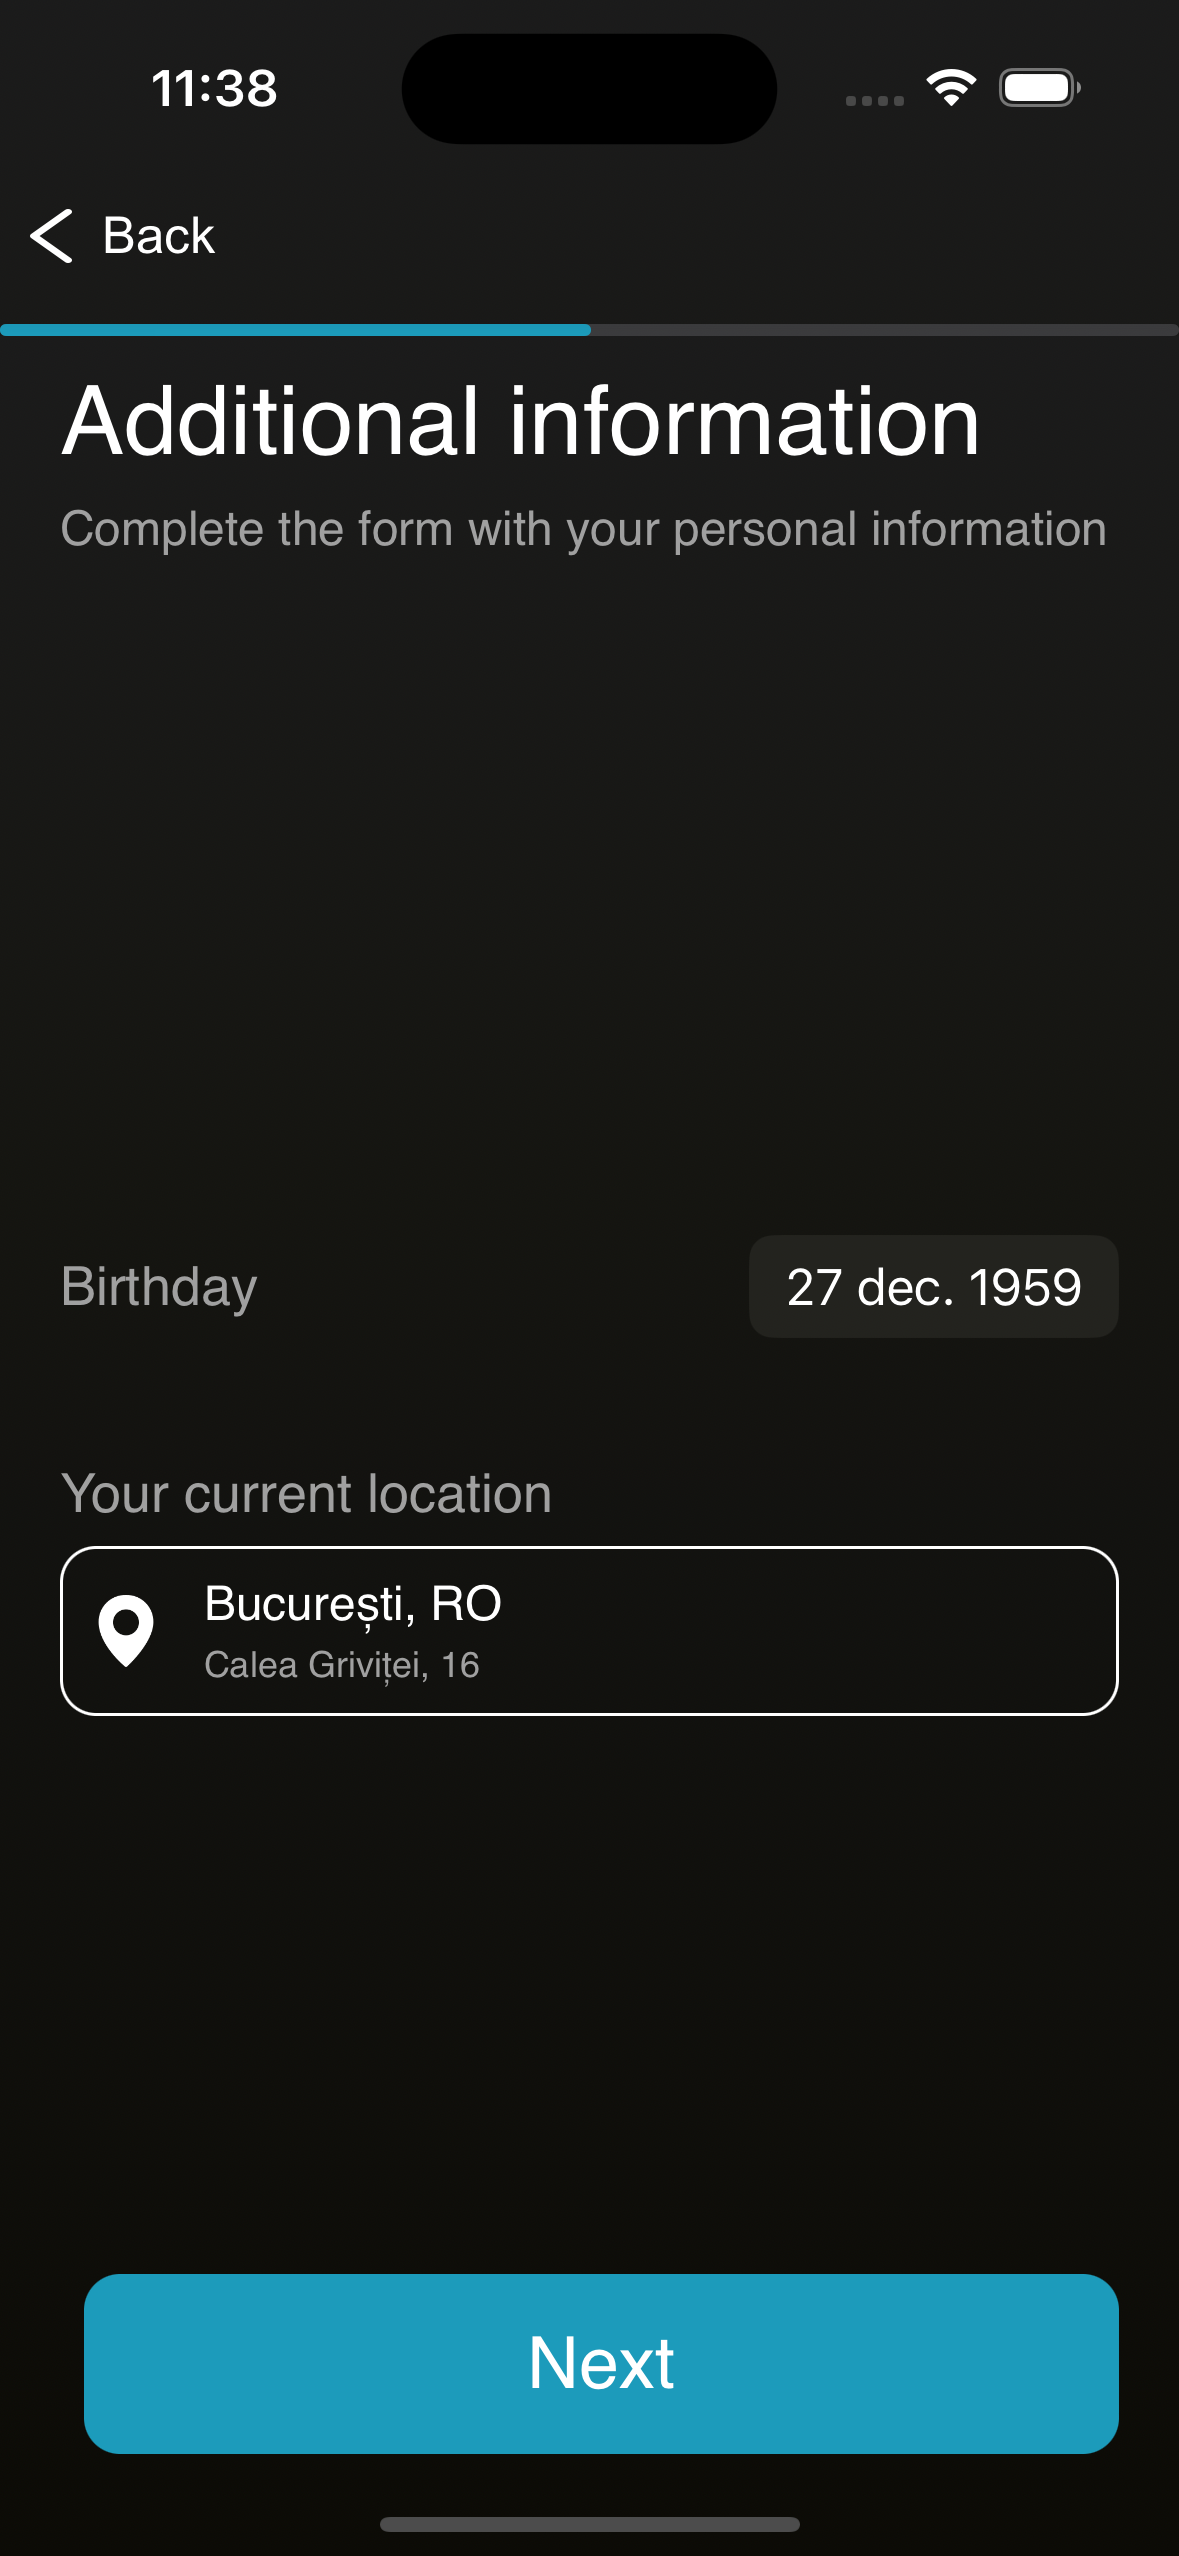 11:38
Back
Additional information
Complete the form with your personal information
Birthday
27 dec. 1959
Your current location
București, RO
Calea Griviței, 16
Next